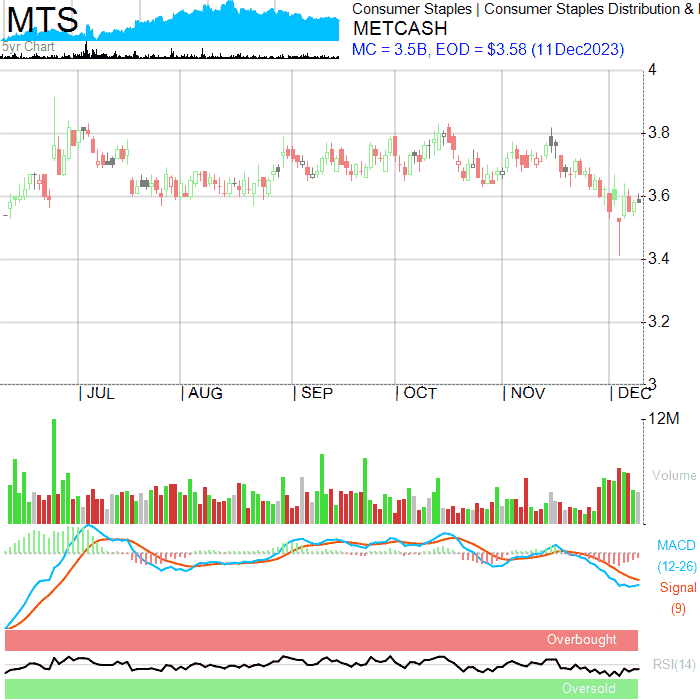 MTS
5yr Chart
Consumer Staples | Consumer Staples Distribution &
METCASH
MC = 3.5B, EOD = $3.58 (11Dec2023)
4
3.8
3.6
3.4
3.2
3
| JUL | AUG | SEP | OCT | NOV | DEC
12M
Volume
MACD
(12-26)
Signal
(9)
Overbought
RSI(14)
Oversold